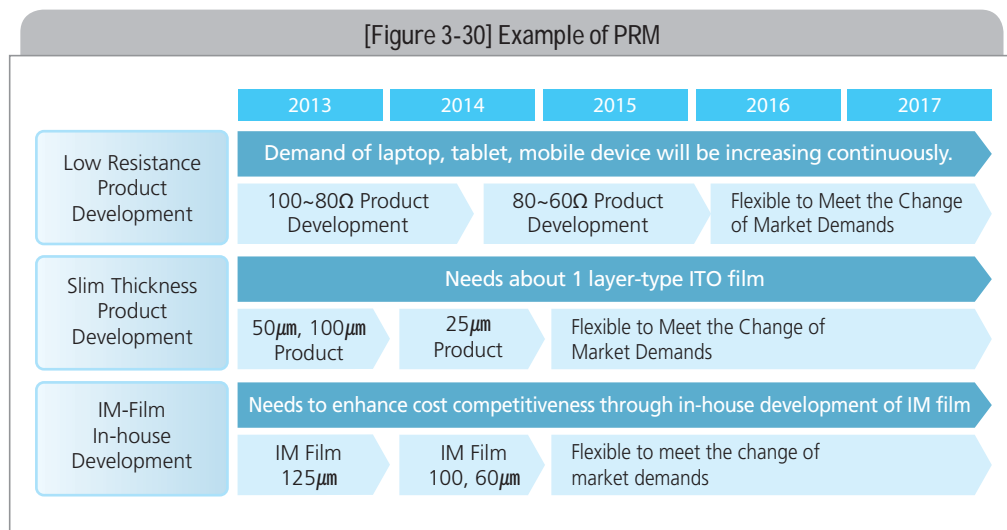 [Figure 3-30] Example of PRM
2013 2014 2015 2016 2017
Low Resistance
Product
Development
Demand of laptop, tablet, mobile device will be increasing continuously.
100~80Ω Product
Development
80~60Ω Product
Development
Flexible to Meet the Change
of Market Demands
Slim Thickness
Product
Development
Needs about 1 layer-type ITO film
50㎛, 100㎛
Product
25㎛
Product
Flexible to Meet the Change of
Market Demands
IM-Film
In-house
Development
Needs to enhance cost competitiveness through in-house development of IM film
IM Film
125㎛
IM Film
100, 60㎛
Flexible to meet the change of
market demands